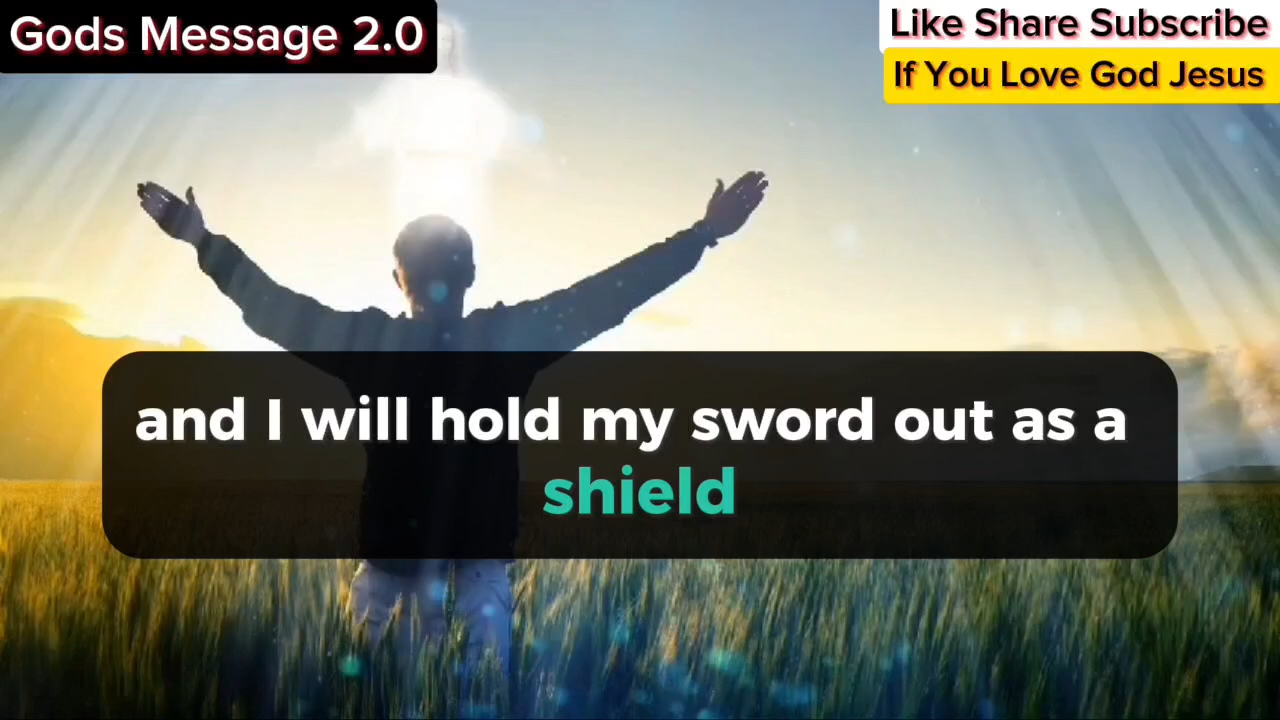 Gods Message 2.0
Like Share Subscribe
If You Love God Jesus
and I will hold my sword out as a
shield